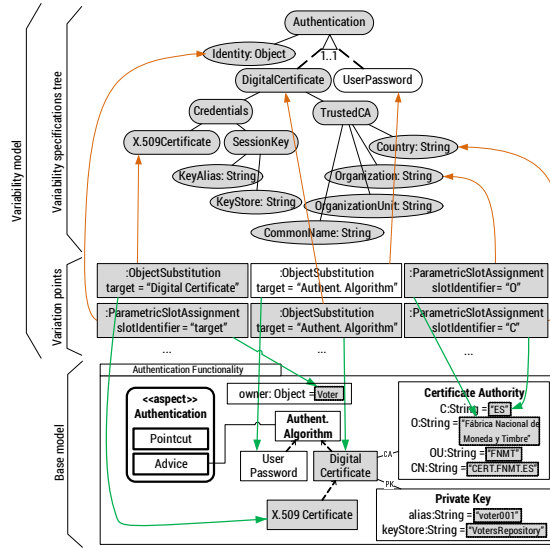 Variability model
Variability specifications tree
Authentication
1..1
Identity: Object
DigitalCertificate
UserPassword
Credentials
TrustedCA
X.509Certificate
SessionKey
Country: String
KeyAlias: String
Organization: String
KeyStore: String
OrganizationUnit: String
CommonName: String
Variation points
:ObjectSubstitution
target = "Digital Certificate"
:ObjectSubstitution
target = "Authent. Algorithm"
:ParametricSlotAssignment
slotIdentifier = "O"
:ParametricSlotAssignment
slotIdentifier = "target"
:ObjectSubstitution
target = "Authent. Algorithm"
:ParametricSlotAssignment
slotIdentifier = "C"
...
...
...
Base model
Authentication Functionality
<<aspect>>
Authentication
Pointcut
Advice
owner: Object = Voter
Authent.
Algorithm
User
Password
Digital
Certificate
X.509 Certificate
CA
PK
Certificate Authority
C:String = "ES"
O:String = "Fábrica Nacional de
Moneda y Timbre"
OU:String = "FNMT"
CN:String = "CERT.FNMT.ES"
Private Key
alias:String = "voter001"
keyStore:String = "VotersRepository"